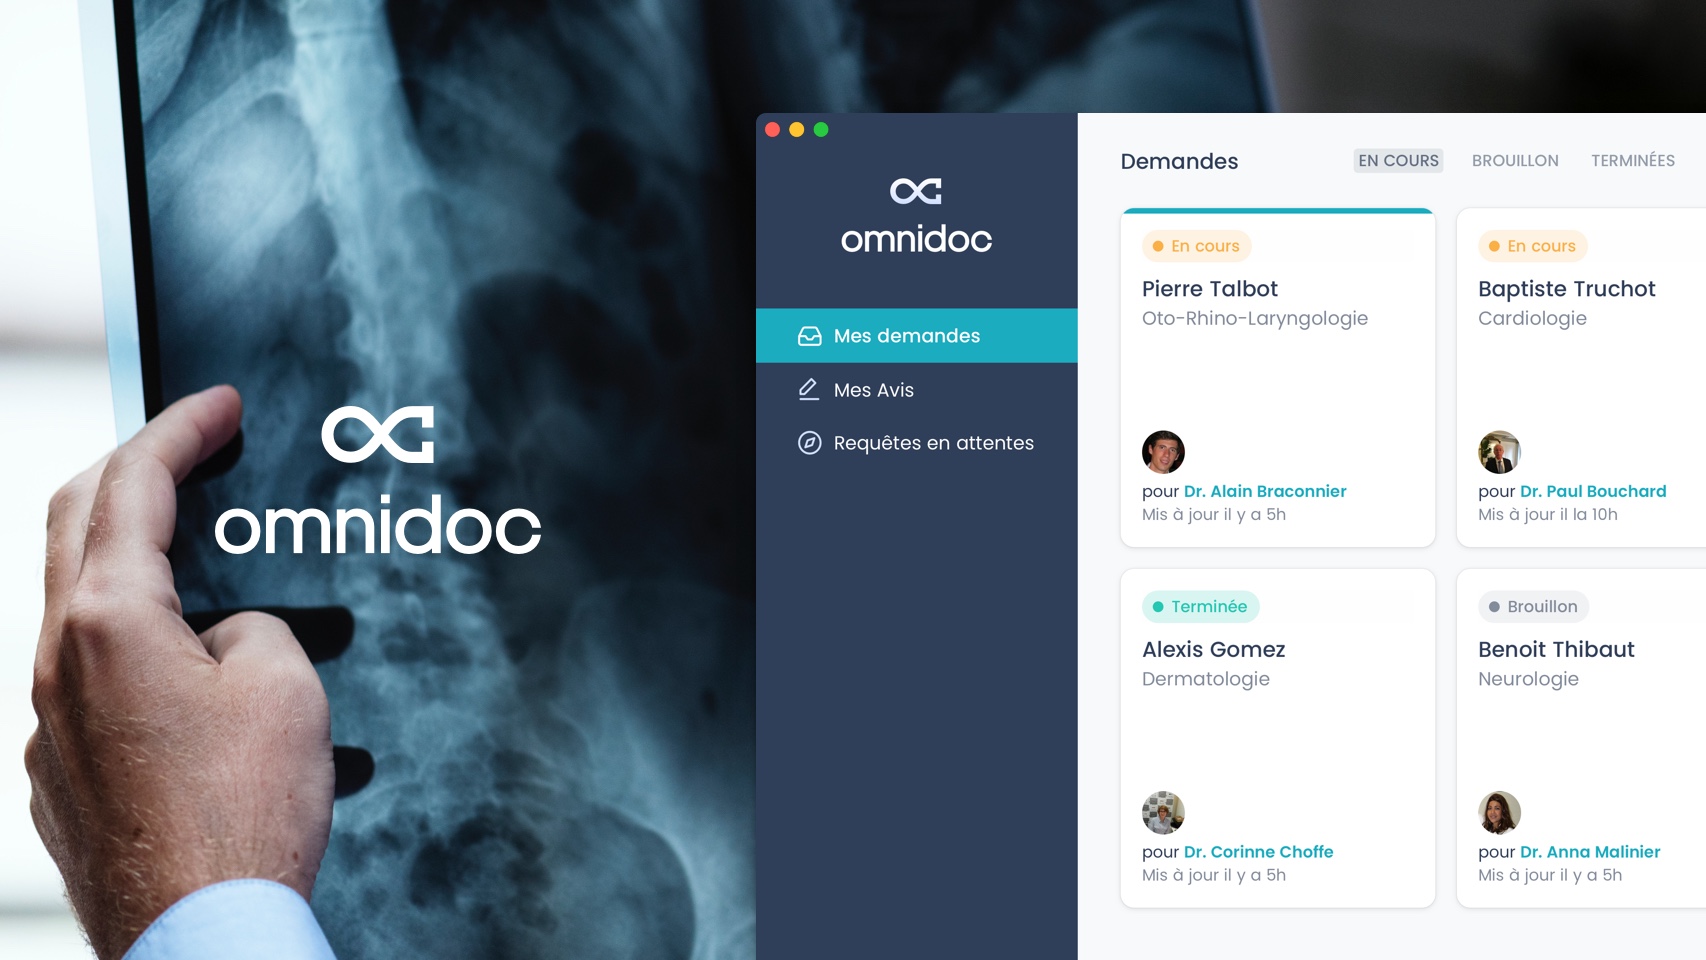 omnidoc
omnidoc
Mes demandes
Mes Avis
Requêtes en attentes
Demandes
EN COURS
BROUILLON
TERMINÉES
En cours
Pierre Talbot
Oto-Rhino-Laryngologie
pour Dr. Alain Braconnier
Mis à jour il y a 5h
En cours
Baptiste Truchot
Cardiologie
pour Dr. Paul Bouchard
Mis à jour il la 10h
Terminée
Alexis Gomez
Dermatologie
pour Dr. Corinne Choffe
Mis à jour il y a 5h
Brouillon
Benoit Thibaut
Neurologie
pour Dr. Anna Malinier
Mis à jour il y a 5h